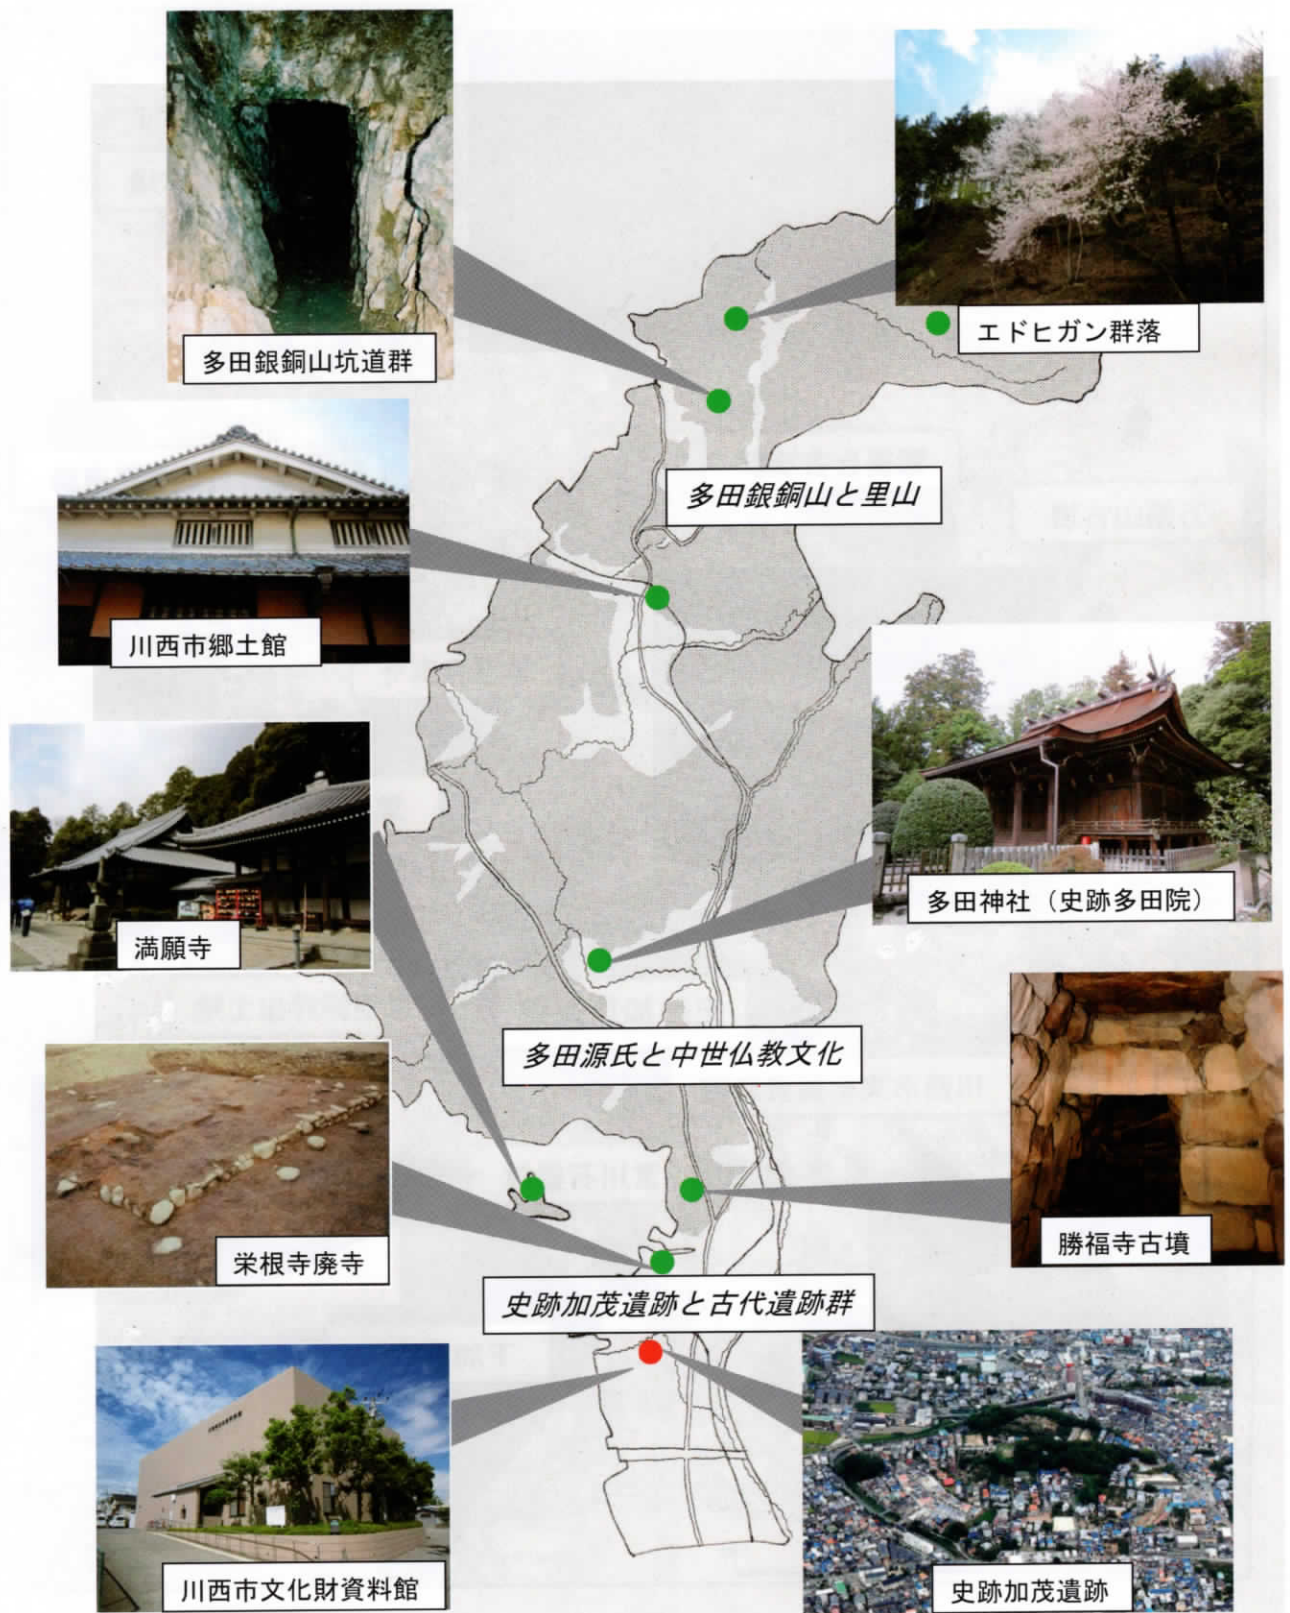 多田銀銅山坑道群
エドヒガン群落
多田銀銅山と里山
川西市郷土館
多田神社（史跡多田院）
満願寺
多田源氏と中世仏教文化
栄根寺廃寺
勝福寺古墳
史跡加茂遺跡と古代遺跡群
川西市文化財資料館
史跡加茂遺跡